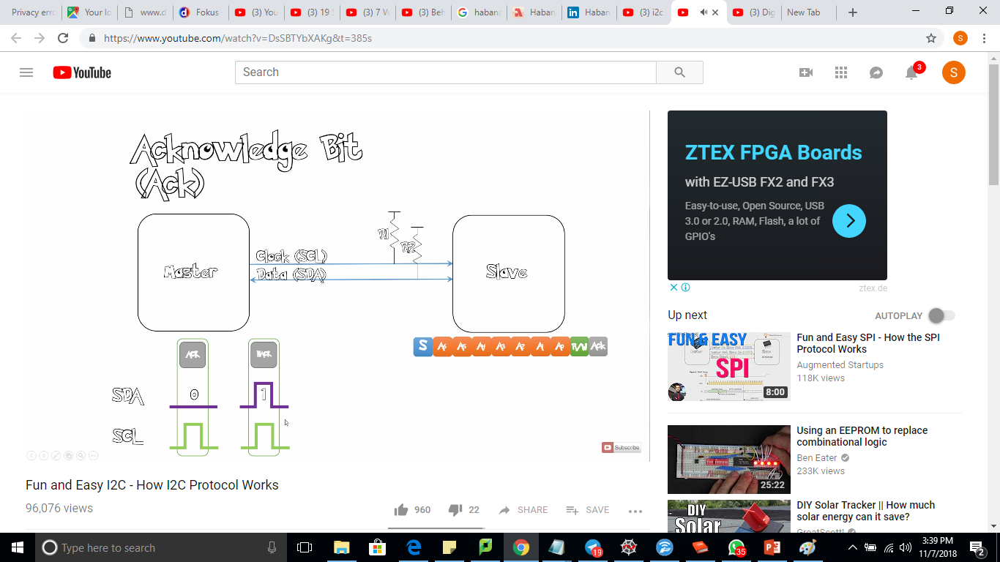 Privacy erro
Your lo
www.d
Fokus
(3) You
(3) 19
(3) 7 W
(3) Beh
habana
Haban
Haban
(3) i2c
(3) Dig
New Tab
https://www.youtube.com/watch?v=DsSBTYbXAKg&t=385s
S
YouTube
Search
3
S
Acknowledge Bit
(Ack)
R1
R2
Master
Clock (SCL)
Data (SDA)
Slave
ACK
NACK
S A6 A5 A4 A3 A2 A1 A0 R/W Ack
SDA
0
1
SCL
Subscribe
Fun and Easy I2C - How I2C Protocol Works
96,076 views
960
22
SHARE
SAVE
ZTEX FPGA Boards
with EZ-USB FX2 and FX3
Easy-to-use, Open Source, USB
3.0 or 2.0, RAM, Flash, a lot of
GPIO's
ztex.de
Up next
AUTOPLAY
FUN & EASY
SPI
8:00
Fun and Easy SPI - How the SPI
Protocol Works
Augmented Startups
118K views
25:22
Using an EEPROM to replace
combinational logic
Ben Eater
233K views
DIY
Solar
DIY Solar Tracker || How much
solar energy can it save?
GreatScott!
Type here to search
19
35
3:39 PM
11/7/2018
2